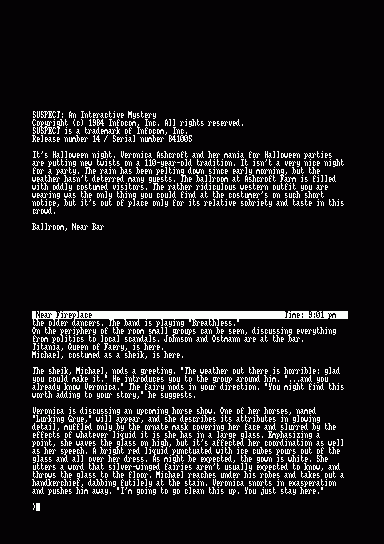 SUSPECT: An Interactive Mystery
Copyright (c) 1984 Infocom, Inc. All rights reserved.
SUSPECT is a trademark of Infocom, Inc.
Release number 14 / Serial number 841005
It's Halloween night. Veronica Ashcroft and her mania for Halloween parties
are putting new twists on a 110-year-old tradition. It isn't a very nice night
for a party. The rain has been pelting down since early morning, but the
weather hasn't deterred many guests. The ballroom at Ashcroft Farm is filled
with oddly costumed visitors. The rather ridiculous western outfit you are
wearing was the only thing you could find at the costumer's on such short
notice, but it's out of place only for its relative sobriety and taste in this
crowd.
Ballroom, Near Bar
Near Fireplace Time: 9:01 pm
the older dancers. The band is playing "Breathless."
On the periphery of the room small groups can be seen, discussing everything
from politics to local scandals. Johnson and Ostmann are at the bar.
Titania, Queen of Faery, is here.
Michael, costumed as a sheik, is here.
The sheik, Michael, nods a greeting. "The weather out there is horrible: glad
you could make it." He introduces you to the group around him. "...and you
already know Veronica." The fairy nods in your direction. "You might find this
worth adding to your story," he suggests.
Veronica is discussing an upcoming horse show. One of her horses, named
"Lurking Grue," will appear, and she describes its attributes in glowing
detail, muffled only by the ornate mask covering her face and slurred by the
effects of whatever liquid it is she has in a large glass. Emphasizing a
point, she waves the glass on high, but it's affected her coordination as well
as her speech. A bright red liquid punctuated with ice cubes pours out of the
glass and all over her dress. As might be expected, the gown is white. She
utters a word that silver-winged fairies aren't usually expected to know, and
throws the glass to the floor. Michael reaches under his robes and takes out a
handkerchief, dabbing futilely at the stain. Veronica snorts in exasperation
and pushes him away. "I'm going to go clean this up. You just stay here."
>